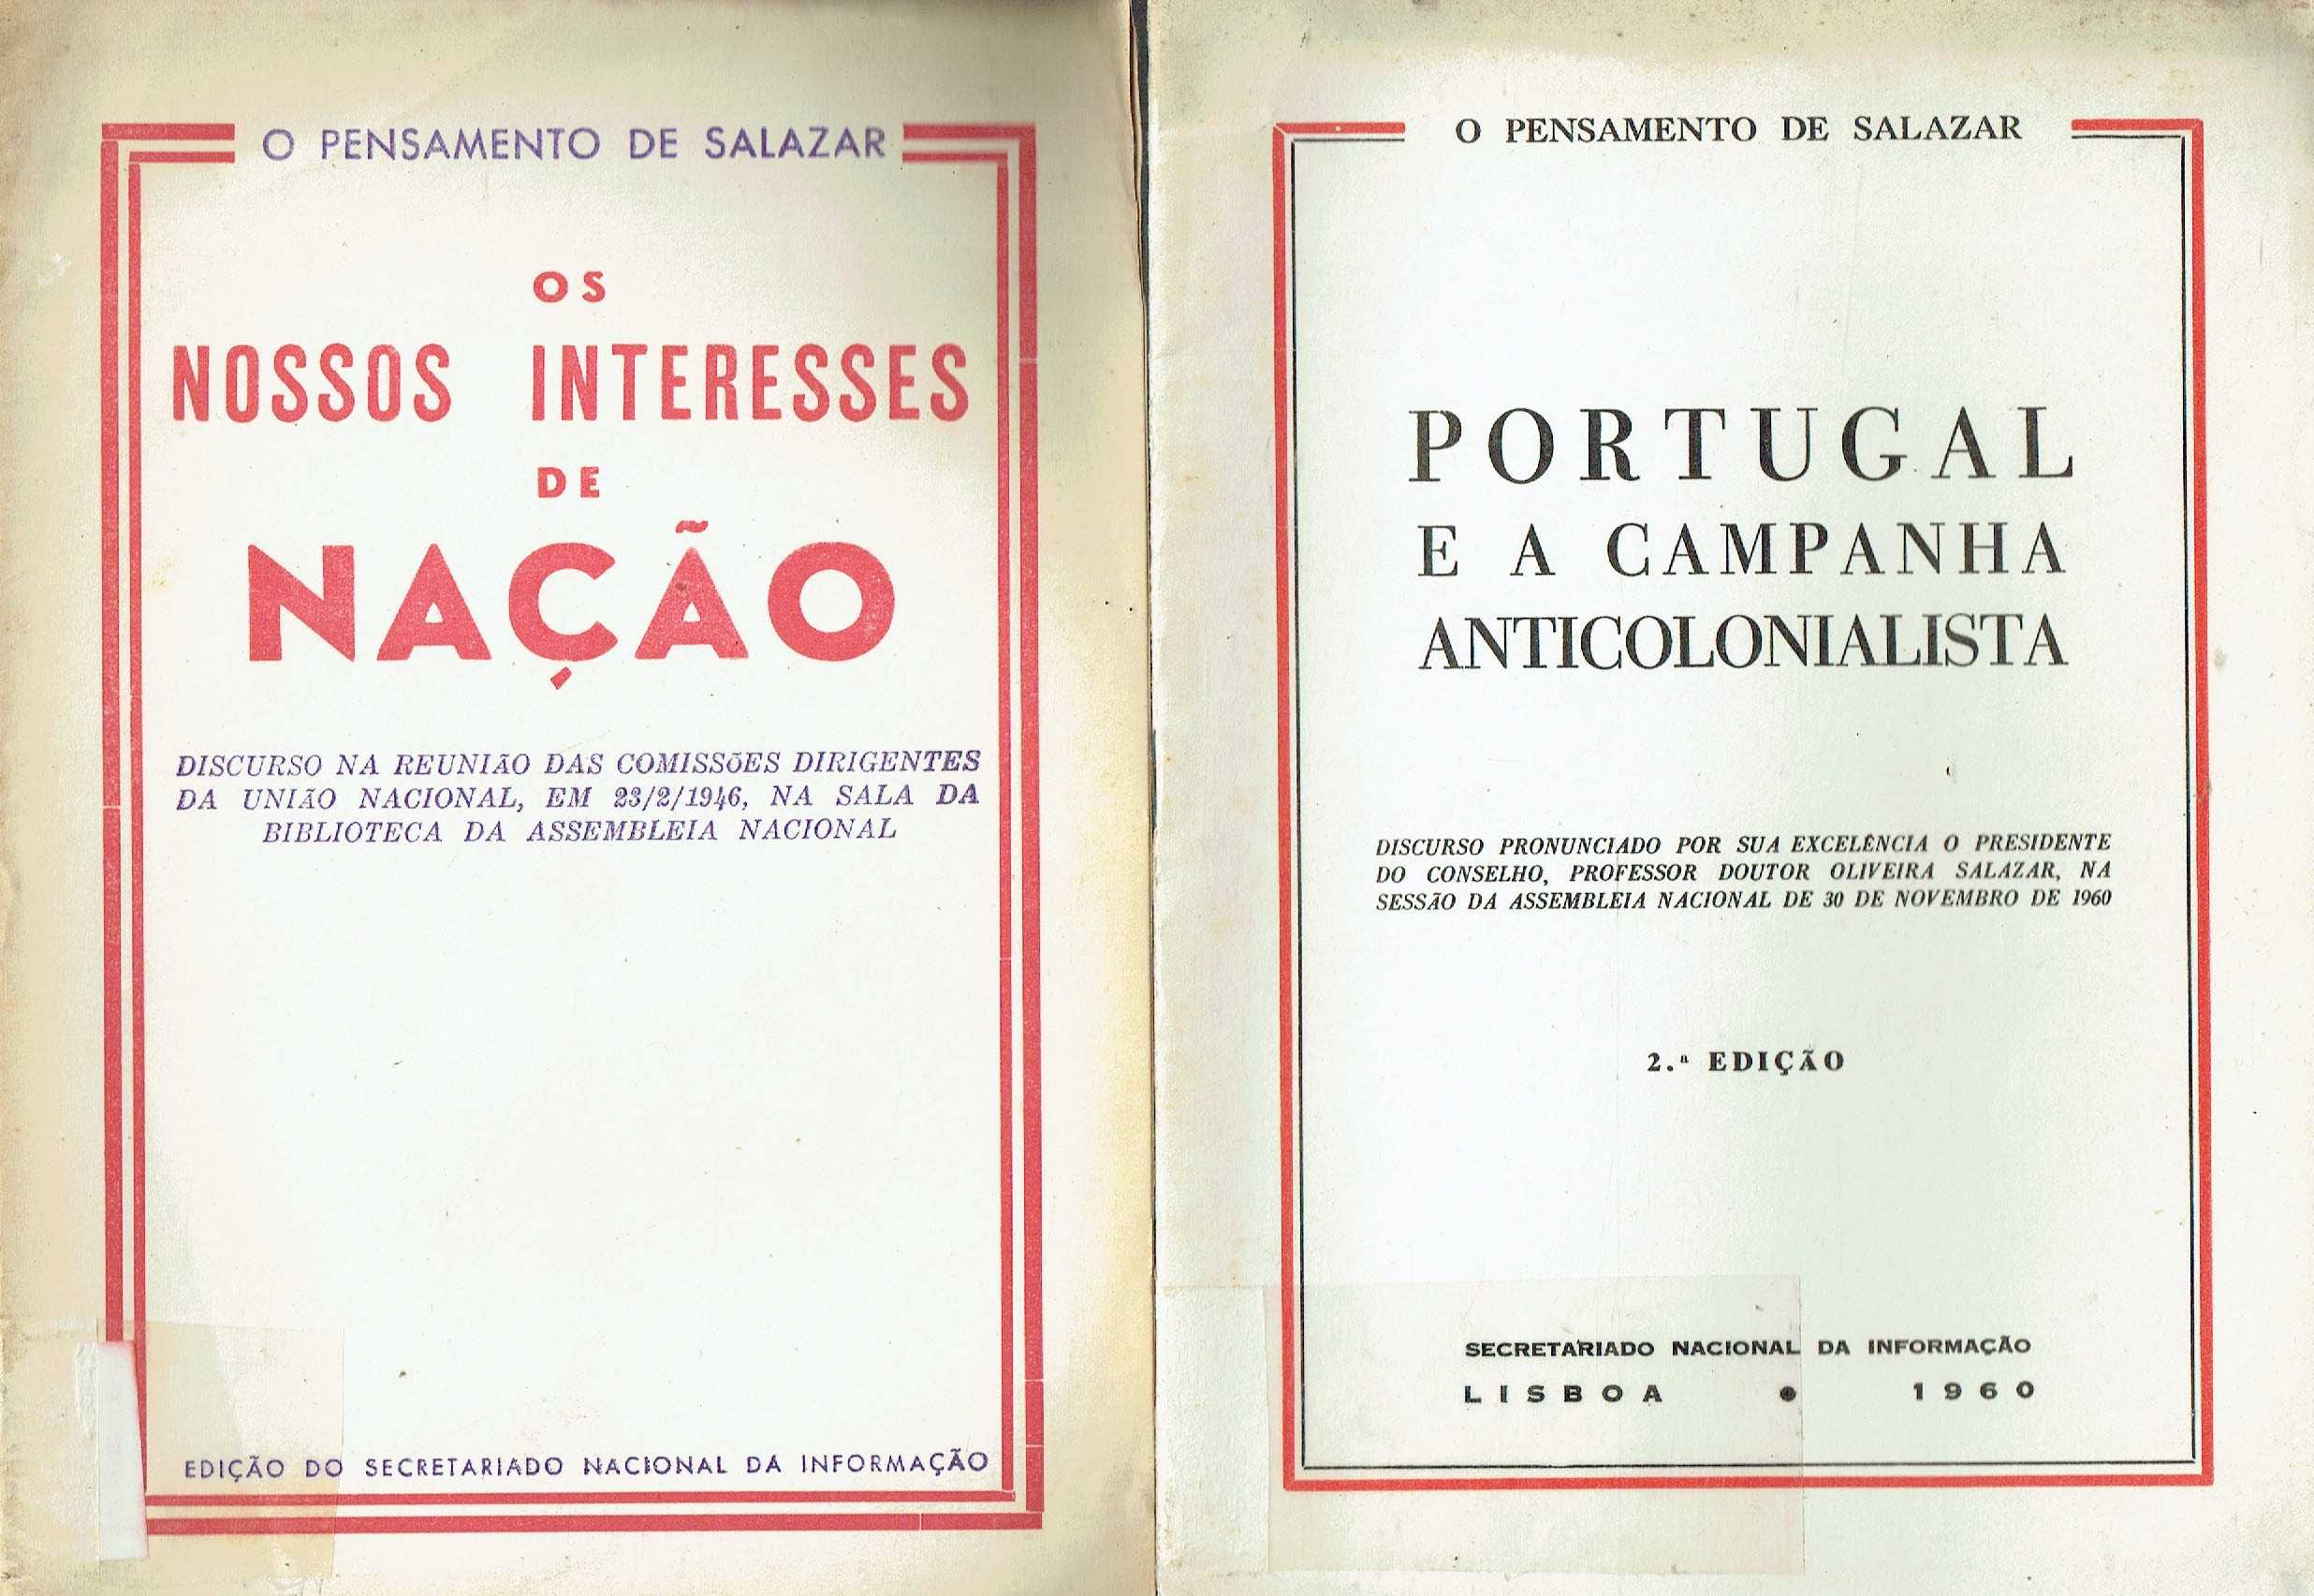 O PENSAMENTO DE SALAZAR
OS
NOSSOS INTERESSES
DE
NAÇÃO
DISCURSO NA REUNIÃO DAS COMISSÕES DIRIGENTES
DA UNIÃO NACIONAL, EM 23/2/1946, NA SALA DA
BIBLIOTECA DA ASSEMBLEIA NACIONAL
EDIÇÃO DO SECRETARIADO NACIONAL DA INFORMAÇÃO
O PENSAMENTO DE SALAZAR
PORTUGAL
E A CAMPANHA
ANTICOLONIALISTA
DISCURSO PRONUNCIADO POR SUA EXCELÊNCIA O PRESIDENTE
DO CONSELHO, PROFESSOR DOUTOR OLIVEIRA SALAZAR, NA
SESSÃO DA ASSEMBLEIA NACIONAL DE 30 DE NOVEMBRO DE 1960
2.ª EDIÇÃO
SECRETARIADO NACIONAL DA INFORMAÇÃO
LISBOA • 1960